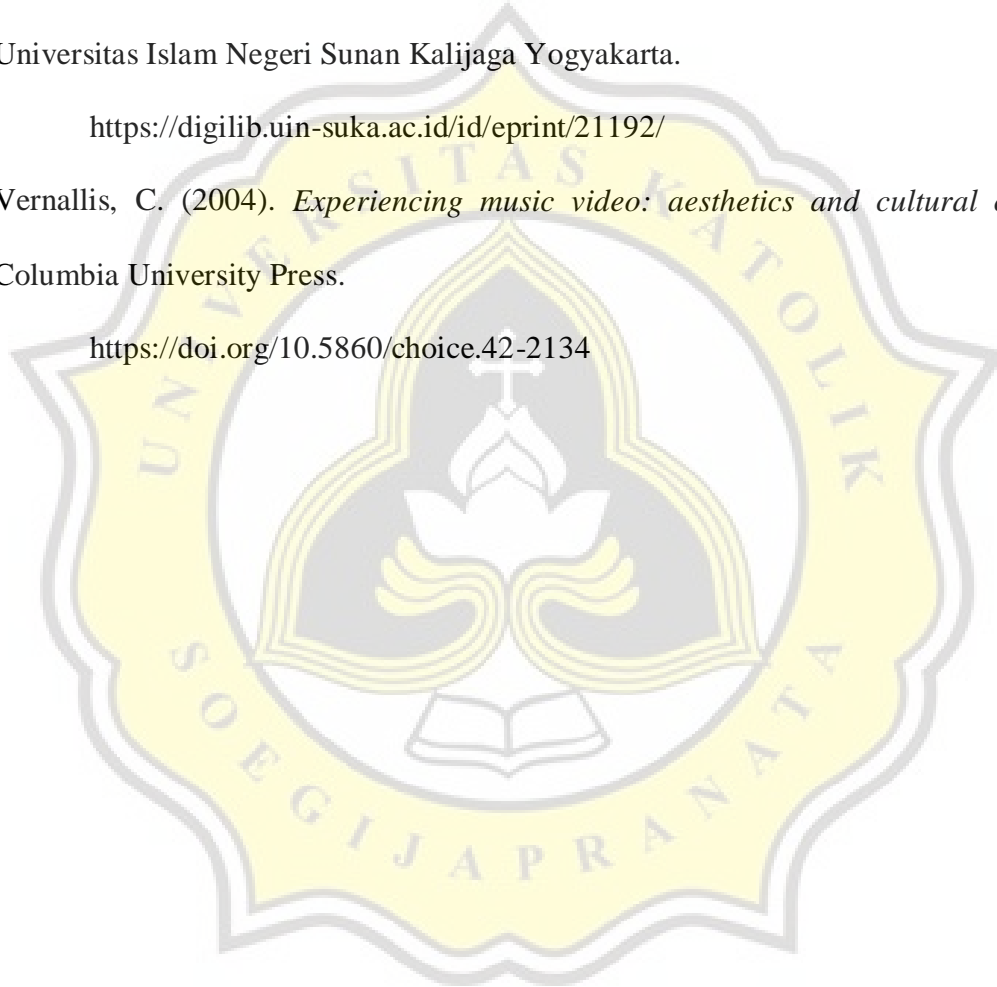 Universitas Islam Negeri Sunan Kalijaga Yogyakarta.
https://digilib.uin-suka.ac.id/id/eprint/21192/
Vernallis, C. (2004). Experiencing music video: aesthetics and cultural
Columbia University Press.
https://doi.org/10.5860/choice.42-2134
UNIVERSITAS KATOLIK
SOEGIJAPRANATA